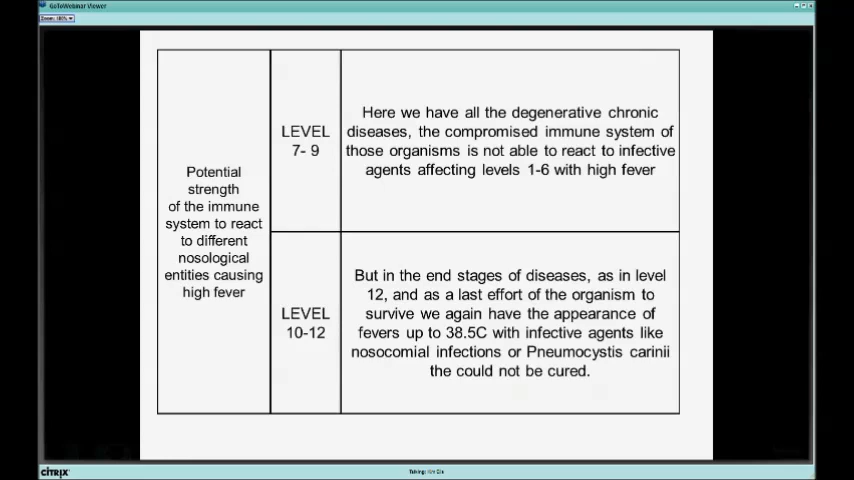 GoToWebinar Viewer
Zoom: 100%
Potential
strength
of the immune
system to react
to different
nosological
entities causing
high fever
LEVEL
7- 9
Here we have all the degenerative chronic
diseases, the compromised immune system of
those organisms is not able to react to infective
agents affecting levels 1-6 with high fever
LEVEL
10-12
But in the end stages of diseases, as in level
12, and as a last effort of the organism to
survive we again have the appearance of
fevers up to 38.5C with infective agents like
nosocomial infections or Pneumocystis carinii
the could not be cured.
CITRIX
Talking: